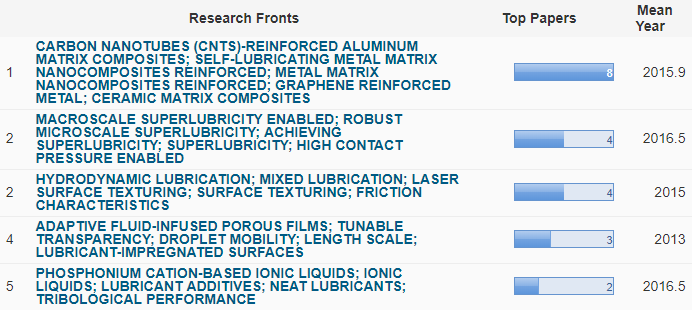 Research Fronts Top Papers Mean
Year
1 CARBON NANOTUBES (CNTS)-REINFORCED ALUMINUM
MATRIX COMPOSITES; SELF-LUBRICATING METAL MATRIX
NANOCOMPOSITES REINFORCED; METAL MATRIX
NANOCOMPOSITES REINFORCED; GRAPHENE REINFORCED
METAL; CERAMIC MATRIX COMPOSITES
8 2015.9
2 MACROSCALE SUPERLUBRICITY ENABLED; ROBUST
MICROSCALE SUPERLUBRICITY; ACHIEVING
SUPERLUBRICITY; SUPERLUBRICITY; HIGH CONTACT
PRESSURE ENABLED
4 2016.5
2 HYDRODYNAMIC LUBRICATION; MIXED LUBRICATION; LASER
SURFACE TEXTURING; SURFACE TEXTURING; FRICTION
CHARACTERISTICS
4 2015
4 ADAPTIVE FLUID-INFUSED POROUS FILMS; TUNABLE
TRANSPARENCY; DROPLET MOBILITY; LENGTH SCALE;
LUBRICANT-IMPREGNATED SURFACES
3 2013
5 PHOSPHONIUM CATION-BASED IONIC LIQUIDS; IONIC
LIQUIDS; LUBRICANT ADDITIVES; NEAT LUBRICANTS;
TRIBOLOGICAL PERFORMANCE
2 2016.5